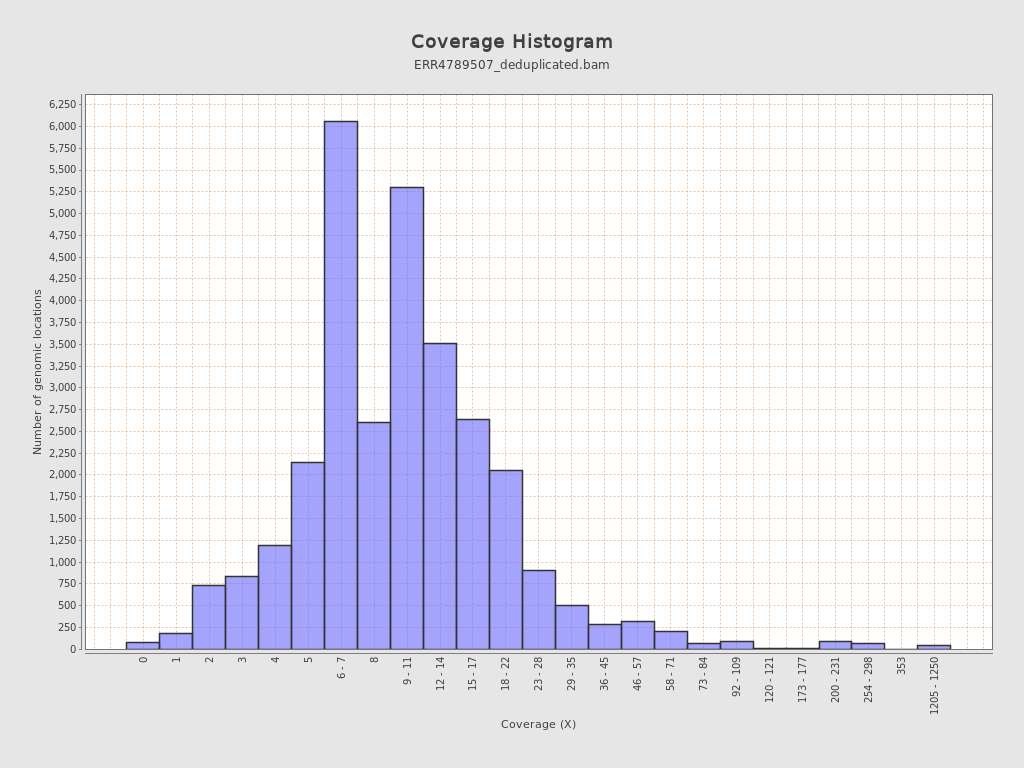 Coverage Histogram
ERR4789507_deduplicated.bam
Number of genomic locations
6,250
6,000
5,750
5,500
5,250
5,000
4,750
4,500
4,250
4,000
3,750
3,500
3,250
3,000
2,750
2,500
2,250
2,000
1,750
1,500
1,250
1,000
750
500
250
0
0
1
2
3
4
5
6 - 7
8
9 - 11
12 - 14
15 - 17
18 - 22
23 - 28
29 - 35
36 - 45
46 - 57
58 - 71
73 - 84
92 - 109
120 - 121
173 - 177
200 - 231
254 - 298
353
1205 - 1250
Coverage (X)